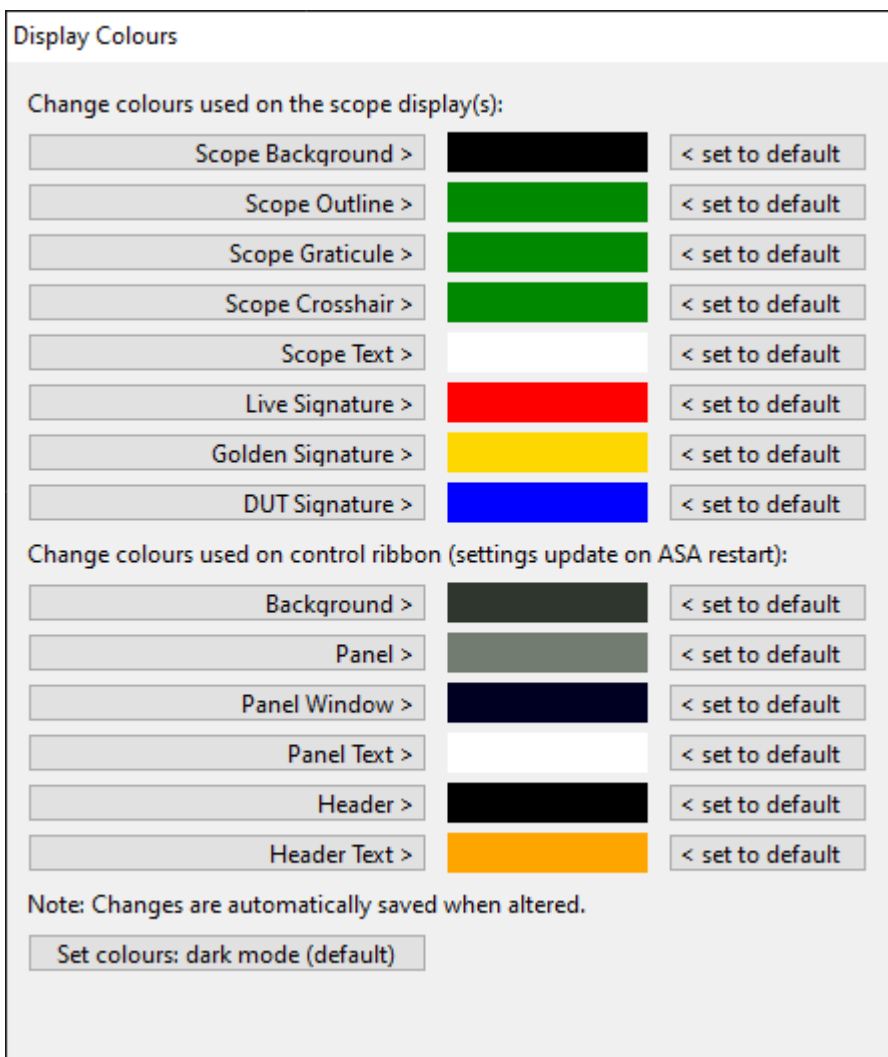 Display Colours
Change colours used on the scope display(s):
Scope Background > < set to default
Scope Outline > < set to default
Scope Graticule > < set to default
Scope Crosshair > < set to default
Scope Text > < set to default
Live Signature > < set to default
Golden Signature > < set to default
DUT Signature > < set to default
Change colours used on control ribbon (settings update on ASA restart):
Background > < set to default
Panel > < set to default
Panel Window > < set to default
Panel Text > < set to default
Header > < set to default
Header Text > < set to default
Note: Changes are automatically saved when altered.
Set colours: dark mode (default)